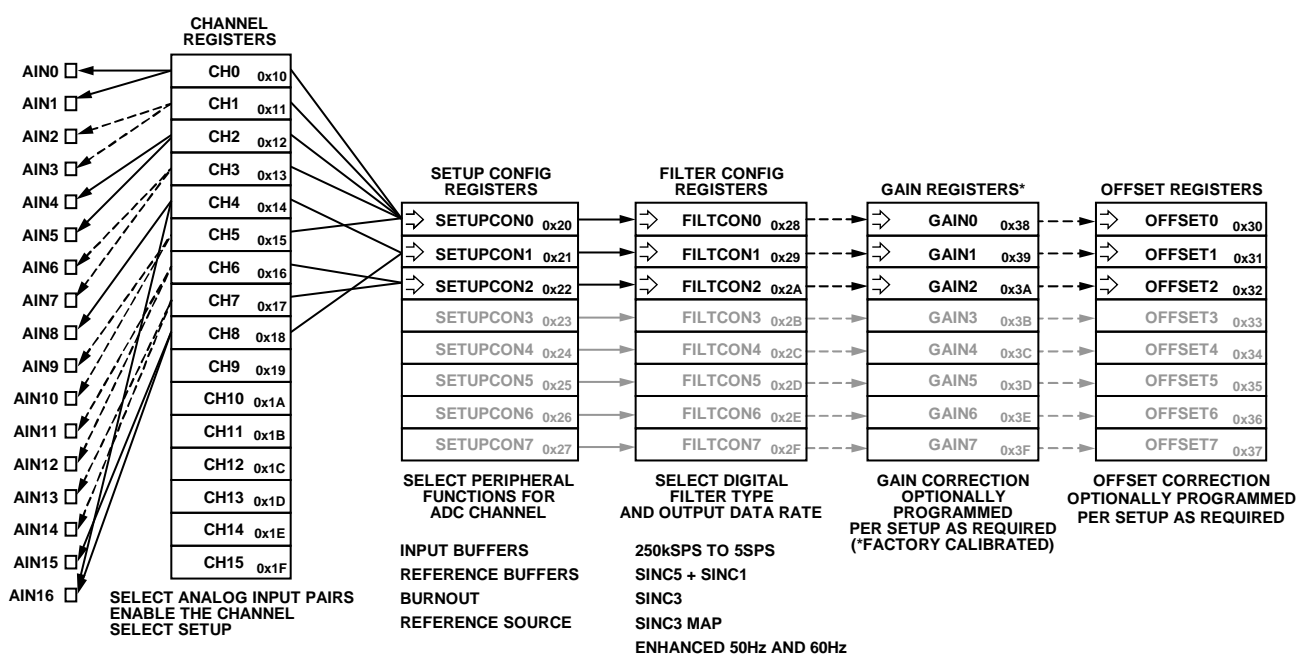 CHANNEL
REGISTERS
AIN0
AIN1
AIN2
AIN3
AIN4
AIN5
AIN6
AIN7
AIN8
AIN9
AIN10
AIN11
AIN12
AIN13
AIN14
AIN15
AIN16
CH0 0x10
CH1 0x11
CH2 0x12
CH3 0x13
CH4 0x14
CH5 0x15
CH6 0x16
CH7 0x17
CH8 0x18
CH9 0x19
CH10 0x1A
CH11 0x1B
CH12 0x1C
CH13 0x1D
CH14 0x1E
CH15 0x1F
SELECT ANALOG INPUT PAIRS
ENABLE THE CHANNEL
SELECT SETUP
SETUP CONFIG
REGISTERS
SETUPCON0 0x20
SETUPCON1 0x21
SETUPCON2 0x22
SETUPCON3 0x23
SETUPCON4 0x24
SETUPCON5 0x25
SETUPCON6 0x26
SETUPCON7 0x27
SELECT PERIPHERAL
FUNCTIONS FOR
ADC CHANNEL
INPUT BUFFERS
REFERENCE BUFFERS
BURNOUT
REFERENCE SOURCE
FILTER CONFIG
REGISTERS
FILTCON0 0x28
FILTCON1 0x29
FILTCON2 0x2A
FILTCON3 0x2B
FILTCON4 0x2C
FILTCON5 0x2D
FILTCON6 0x2E
FILTCON7 0x2F
SELECT DIGITAL
FILTER TYPE
AND OUTPUT DATA RATE
250kSPS TO 5SPS
SINC5 + SINC1
SINC3
SINC3 MAP
ENHANCED 50Hz AND 60Hz
GAIN REGISTERS*
GAIN0 0x38
GAIN1 0x39
GAIN2 0x3A
GAIN3 0x3B
GAIN4 0x3C
GAIN5 0x3D
GAIN6 0x3E
GAIN7 0x3F
GAIN CORRECTION
OPTIONALLY
PROGRAMMED
PER SETUP AS REQUIRED
(*FACTORY CALIBRATED)
OFFSET REGISTERS
OFFSET0 0x30
OFFSET1 0x31
OFFSET2 0x32
OFFSET3 0x33
OFFSET4 0x34
OFFSET5 0x35
OFFSET6 0x36
OFFSET7 0x37
OFFSET CORRECTION
OPTIONALLY PROGRAMMED
PER SETUP AS REQUIRED